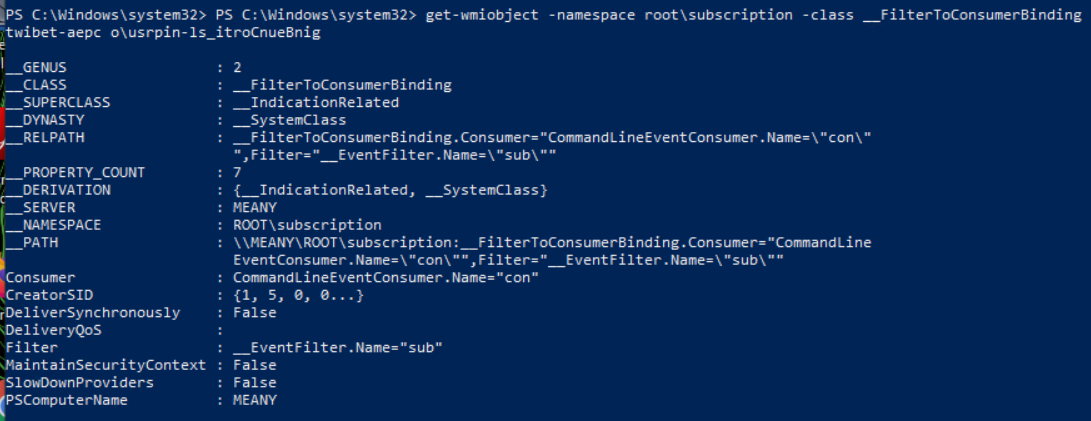 PS C:\Windows\system32> PS C:\Windows\system32> get-wmiobject -namespace root\subscription -class __FilterToConsumerBinding
twibet-aepc o\usrpin-ls_itroCnueBnig
__GENUS : 2
__CLASS : __FilterToConsumerBinding
__SUPERCLASS : __IndicationRelated
__DYNASTY : __SystemClass
__RELPATH : __FilterToConsumerBinding.Consumer="CommandLineEventConsumer.Name=\"con\"
",Filter="__EventFilter.Name=\"sub\""
__PROPERTY_COUNT : 7
__DERIVATION : {__IndicationRelated, __SystemClass}
__SERVER : MEANY
__NAMESPACE : ROOT\subscription
__PATH : \\MEANY\ROOT\subscription:__FilterToConsumerBinding.Consumer="CommandLine
EventConsumer.Name=\"con\"",Filter="__EventFilter.Name=\"sub\""
Consumer : CommandLineEventConsumer.Name="con"
CreatorSID : {1, 5, 0, 0...}
DeliverSynchronously : False
DeliveryQoS :
Filter : __EventFilter.Name="sub"
MaintainSecurityContext : False
SlowDownProviders : False
PSComputerName : MEANY